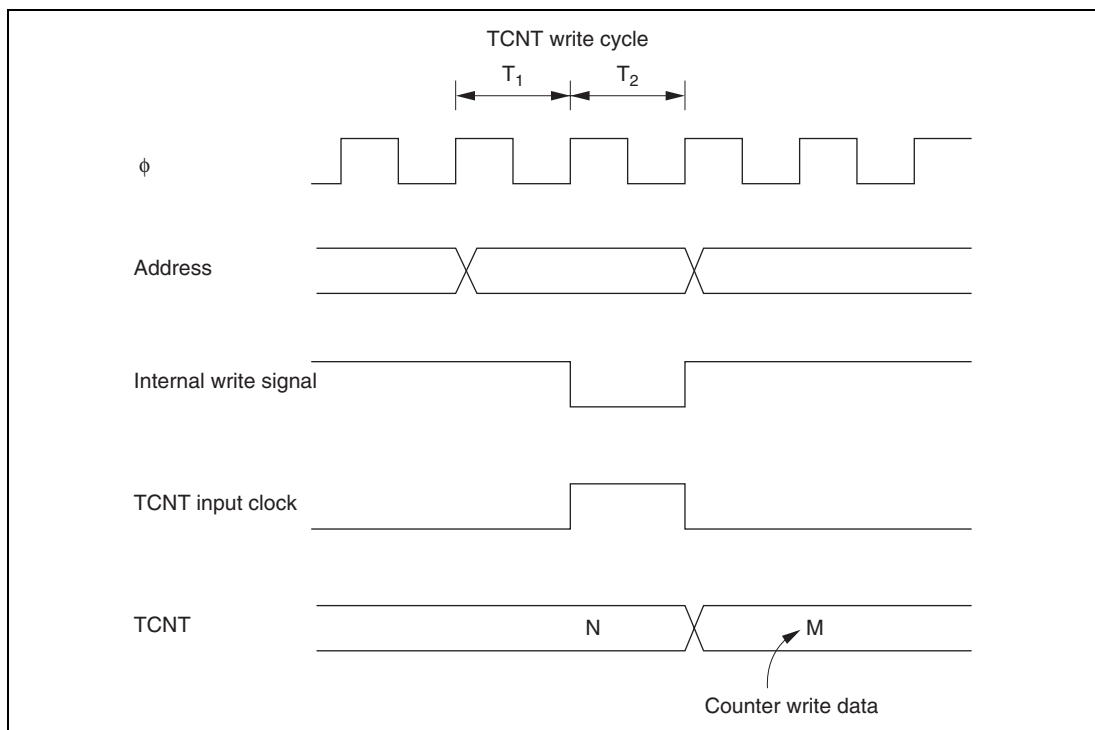 TCNT write cycle
T₁ T₂
ϕ
Address
Internal write signal
TCNT input clock
TCNT N M
Counter write data